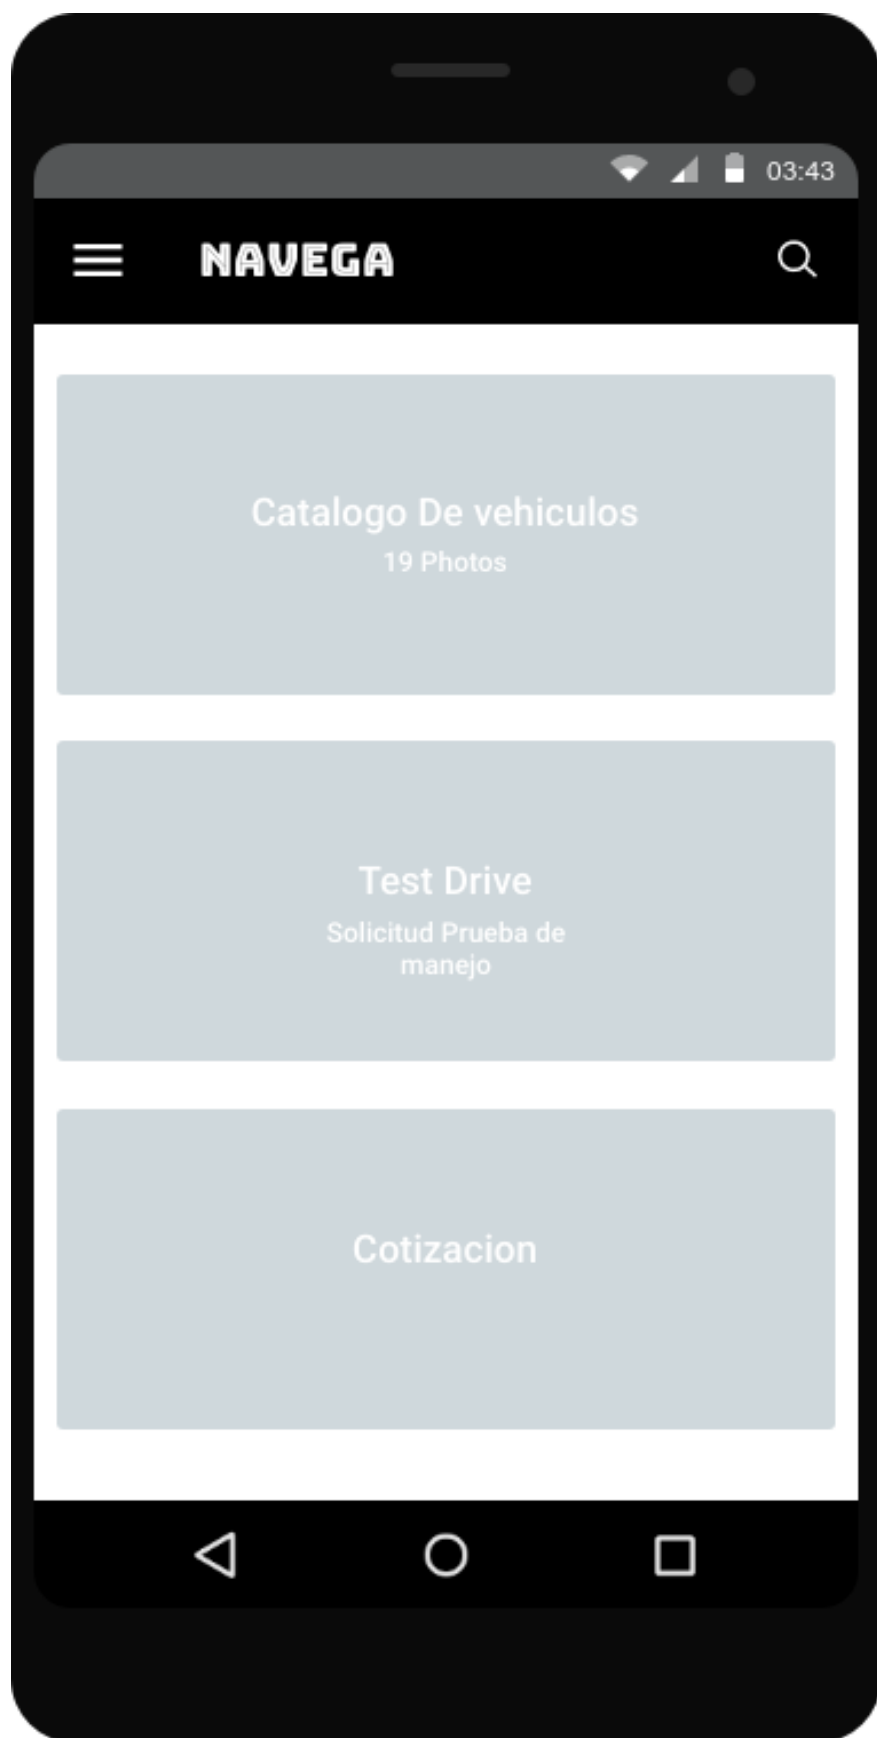 03:43
NAVEGA
Catalogo De vehiculos
19 Photos
Test Drive
Solicitud Prueba de
manejo
Cotizacion